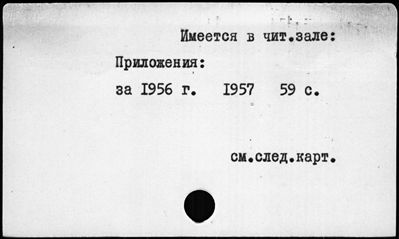 Имеется в чит.зале:
Приложения:
за 1956 г. 1957 59 с.
см.след.карт.